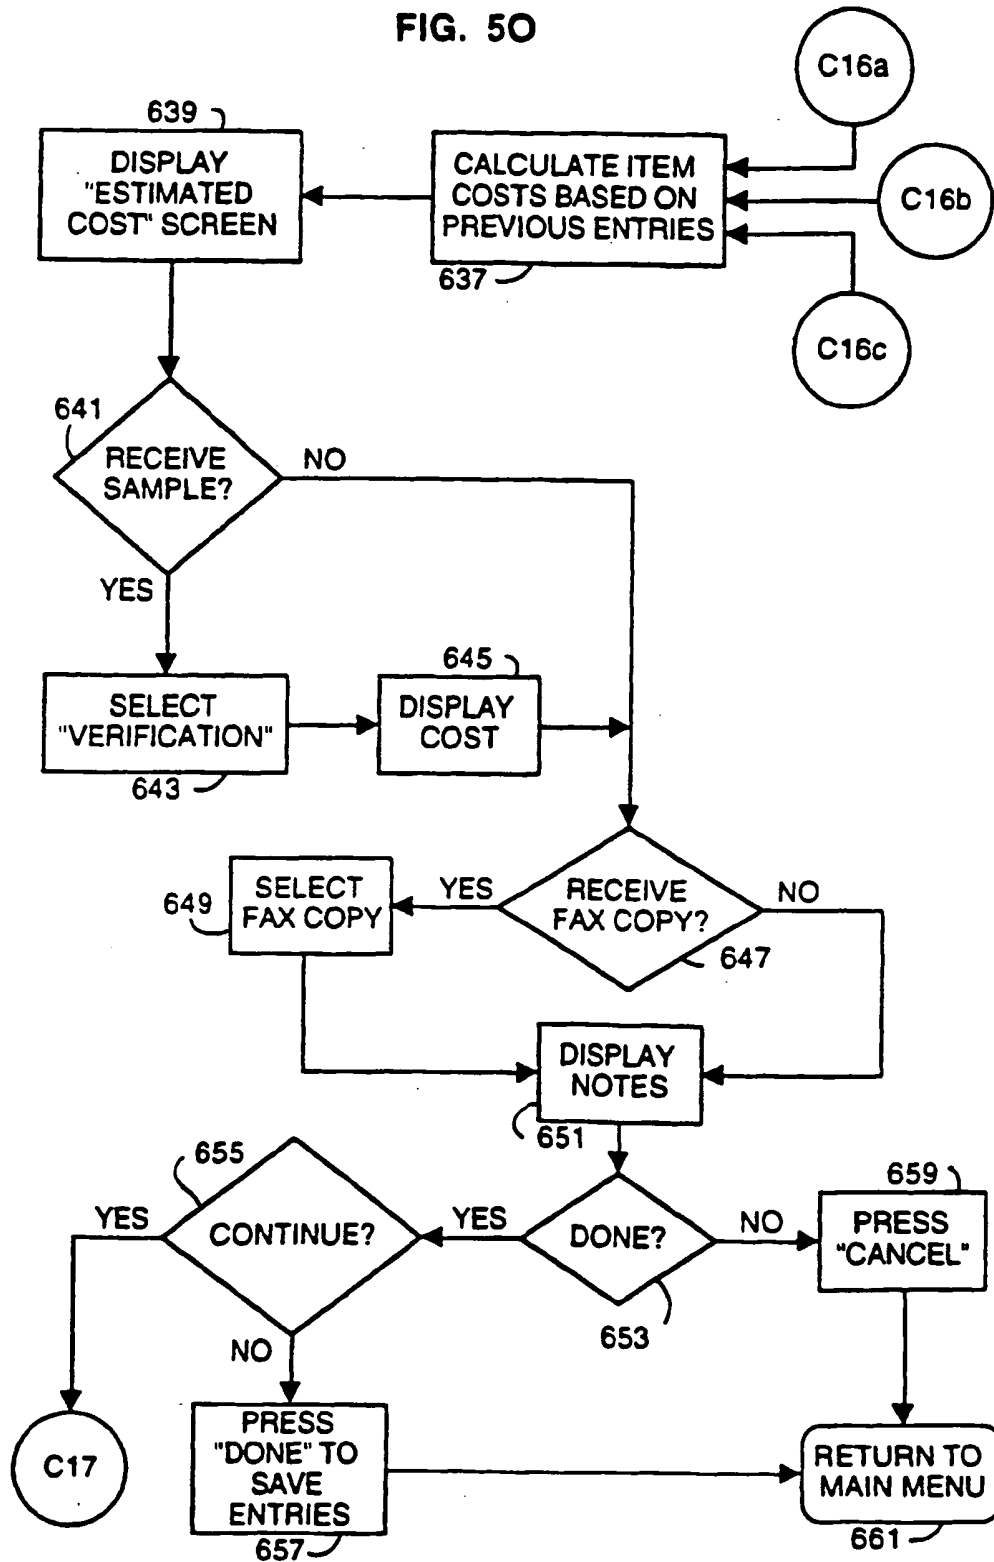 FIG. 5O
C16a
639
DISPLAY
"ESTIMATED
COST" SCREEN
CALCULATE ITEM
COSTS BASED ON
PREVIOUS ENTRIES
637
C16b
C16c
641
RECEIVE
SAMPLE?
NO
YES
SELECT
"VERIFICATION"
643
645
DISPLAY
COST
649
SELECT
FAX COPY
YES
RECEIVE
FAX COPY?
NO
647
DISPLAY
NOTES
651
655
YES
CONTINUE?
YES
DONE?
NO
653
659
PRESS
"CANCEL"
NO
C17
PRESS
"DONE" TO
SAVE
ENTRIES
657
RETURN TO
MAIN MENU
661